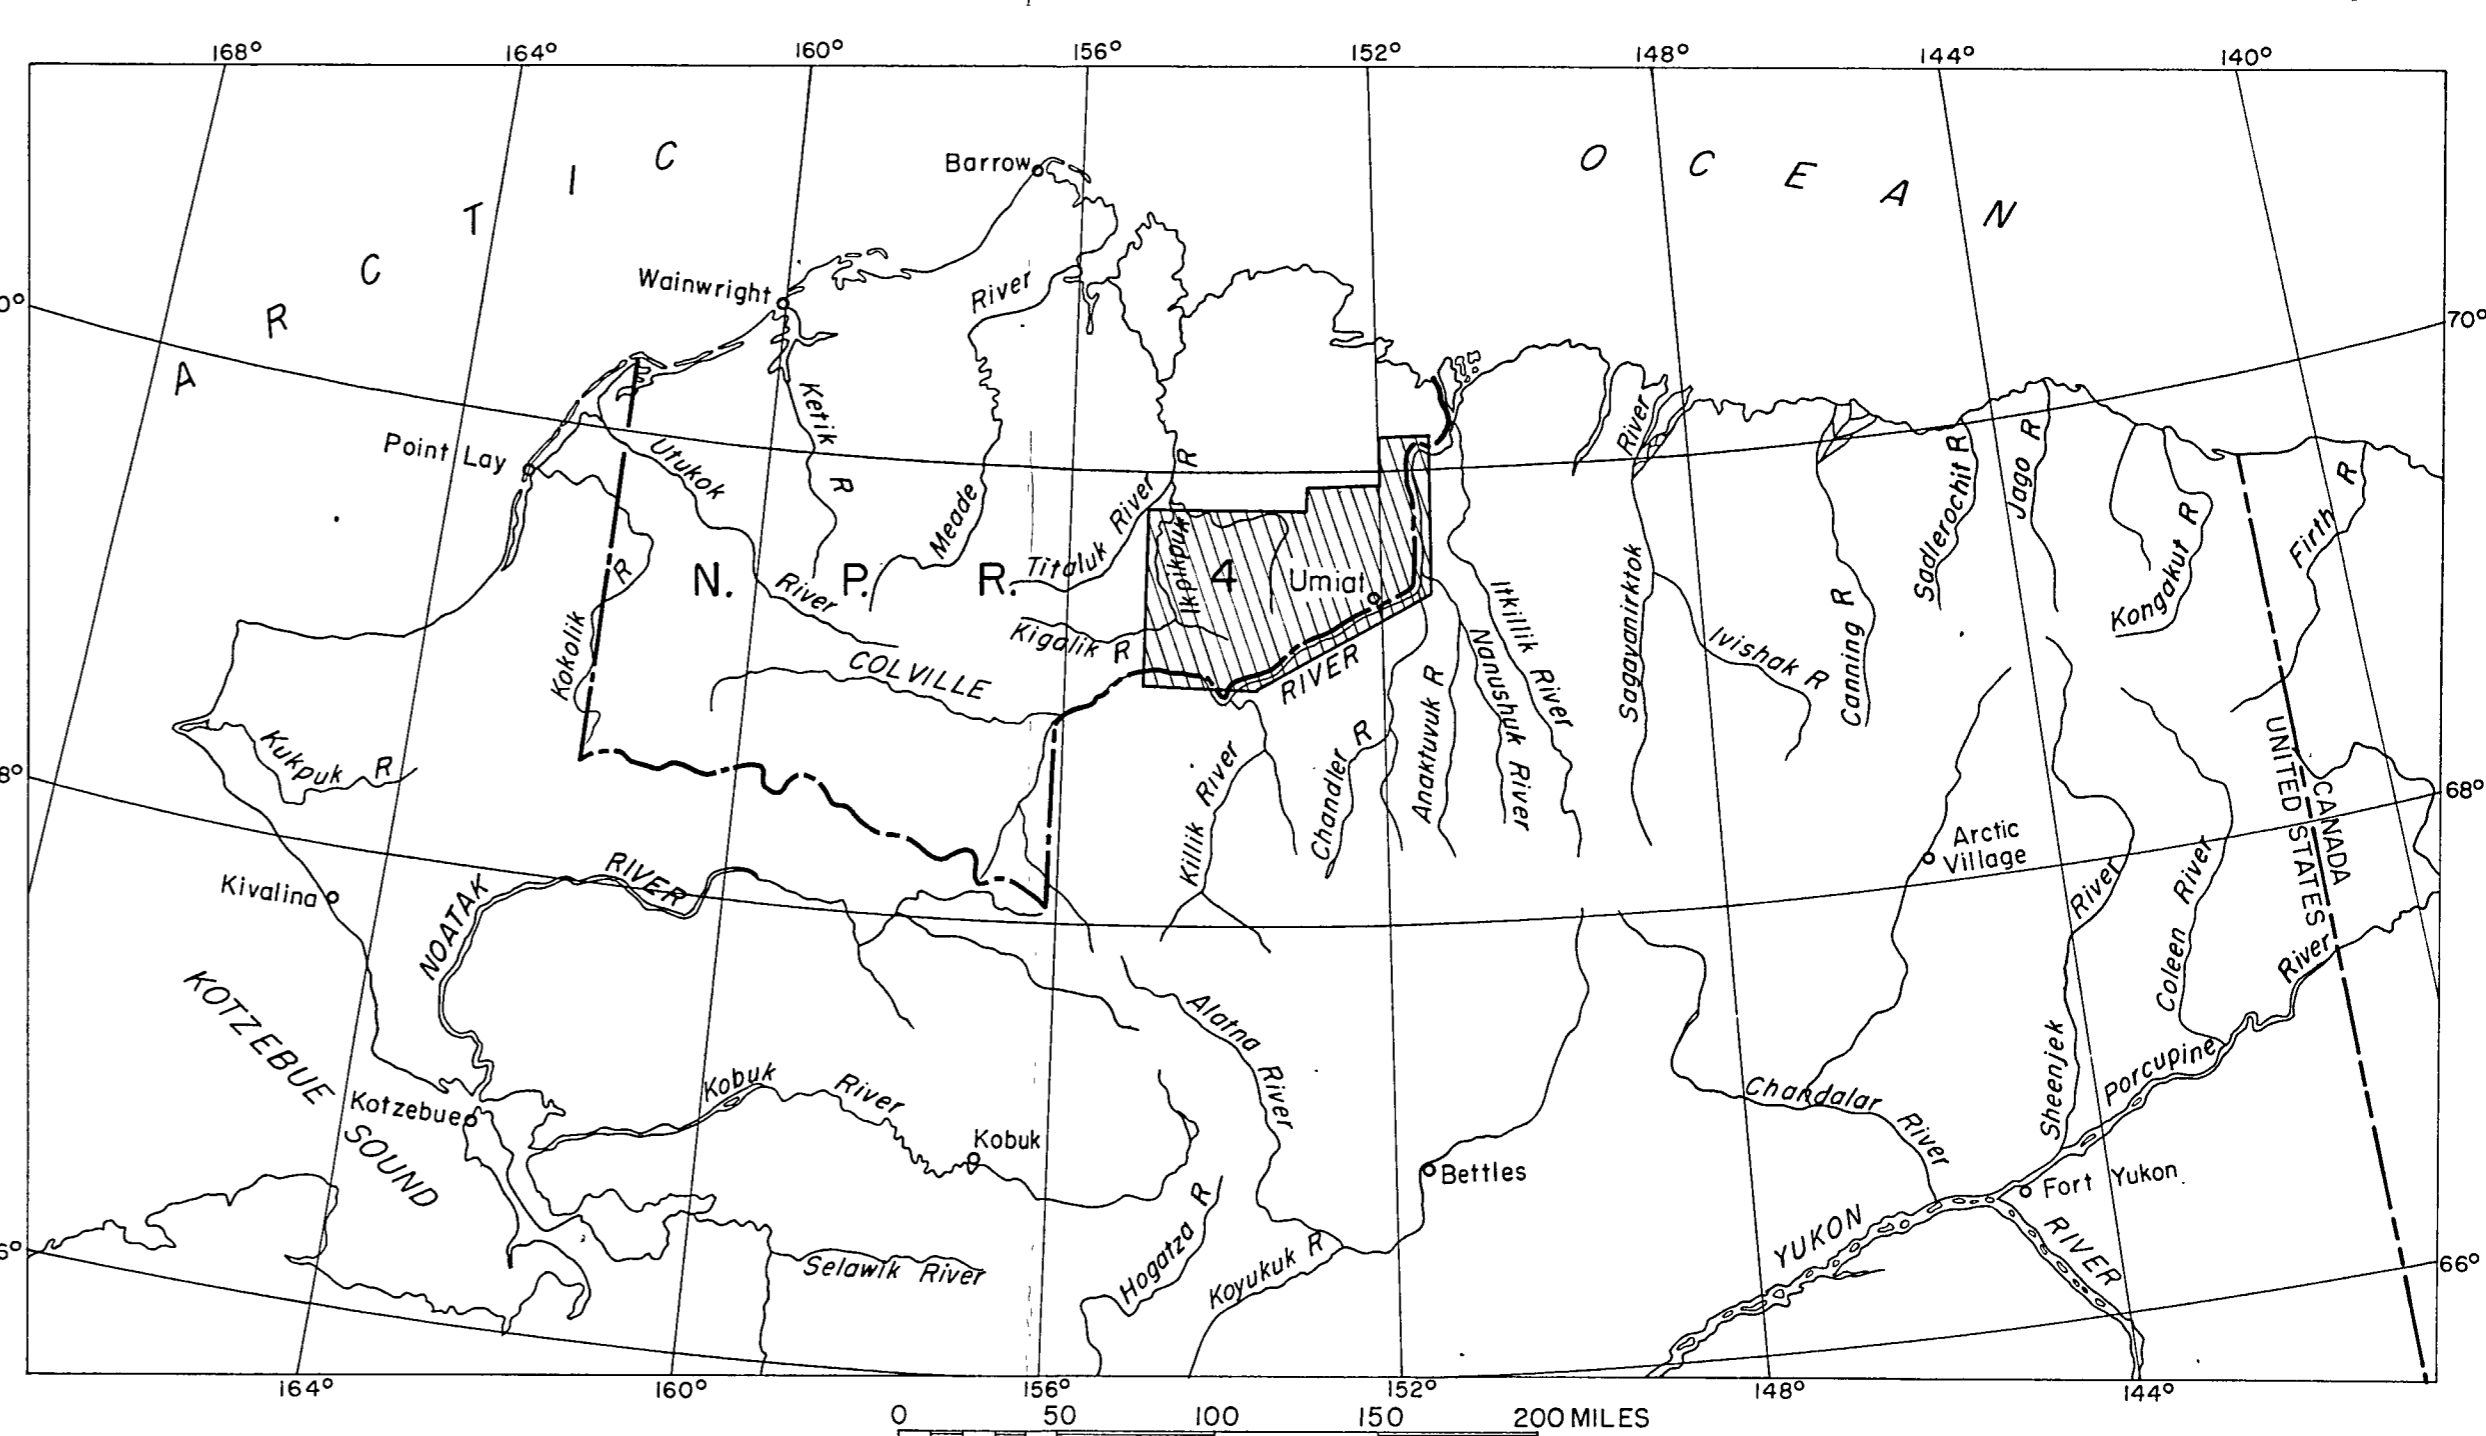 168° 164° 160° 156° 152° 148° 144° 140°
ARCTIC OCEAN
Barrow
Wainwright
River
0° 70°
Ketik R
Point Lay
Utukok River
Meade
R
Titaluk River
Ikpikpuk
River
Sadlerochit R
Jago R
Kongakut R
Firth R
N. P. R.
4
Umiat
Kokolik R
Kigalik R
COLVILLE RIVER
Itkillik River
Nanushuk River
Anaktuvuk R
Chandler R
Killik River
Sagavanirktok
Ivishak R
Canning R
Kukpuk R
8° 68°
UNITED STATES
CANADA
Arctic
Village
Kivalina
NOATAK RIVER
River
Coleen River
River
KOTZEBUE SOUND
Alatna River
Sheenjek
Porcupine
Kotzebue
Kobuk River
Kobuk
Chandalar River
Bettles
Fort Yukon
YUKON RIVER
Hogatza R
Koyukuk R
Selawik River
6° 66°
164° 160° 156° 152° 148° 144°
0 50 100 150 200 MILES